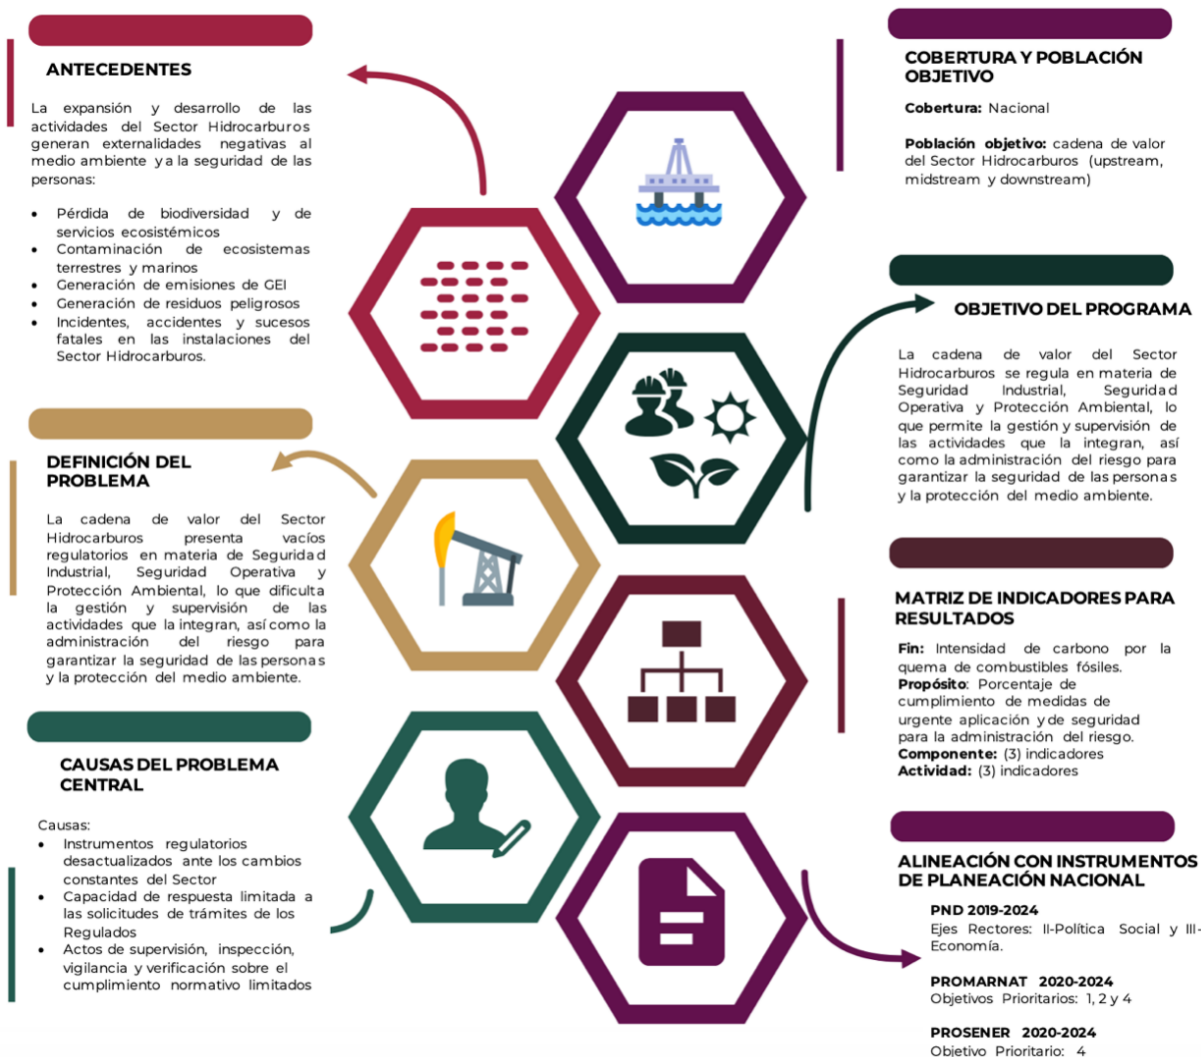 ANTECEDENTES
La expansión y desarrollo de las
actividades del Sector Hidrocarburos
generan externalidades negativas al
medio ambiente y a la seguridad de las
personas:
• Pérdida de biodiversidad y de
servicios ecosistémicos
• Contaminación de ecosistemas
terrestres y marinos
• Generación de emisiones de GEI
• Generación de residuos peligrosos
• Incidentes, accidentes y sucesos
fatales en las instalaciones del
Sector Hidrocarburos.
DEFINICIÓN DEL
PROBLEMA
La cadena de valor del Sector
Hidrocarburos presenta vacíos
regulatorios en materia de Seguridad
Industrial, Seguridad Operativa y
Protección Ambiental, lo que dificulta
la gestión y supervisión de las
actividades que la integran, así como la
administración del riesgo para
garantizar la seguridad de las personas
y la protección del medio ambiente.
CAUSAS DEL PROBLEMA
CENTRAL
Causas:
• Instrumentos regulatorios
desactualizados ante los cambios
constantes del Sector
• Capacidad de respuesta limitada a
las solicitudes de trámites de los
Regulados
• Actos de supervisión, inspección,
vigilancia y verificación sobre el
cumplimiento normativo limitados
COBERTURA Y POBLACIÓN
OBJETIVO
Cobertura: Nacional
Población objetivo: cadena de valor
del Sector Hidrocarburos (upstream,
midstream y downstream)
OBJETIVO DEL PROGRAMA
La cadena de valor del Sector
Hidrocarburos se regula en materia de
Seguridad Industrial, Seguridad
Operativa y Protección Ambiental, lo
que permite la gestión y supervisión de
las actividades que la integran, así
como la administración del riesgo para
garantizar la seguridad de las personas
y la protección del medio ambiente.
MATRIZ DE INDICADORES PARA
RESULTADOS
Fin: Intensidad de carbono por la
quema de combustibles fósiles.
Propósito: Porcentaje de
cumplimiento de medidas de
urgente aplicación y de seguridad
para la administración del riesgo.
Componente: (3) indicadores
Actividad: (3) indicadores
ALINEACIÓN CON INSTRUMENTOS
DE PLANEACIÓN NACIONAL
PND 2019-2024
Ejes Rectores: II-Política Social y III-
Economía.
PROMARNAT 2020-2024
Objetivos Prioritarios: 1, 2 y 4
PROSENER 2020-2024
Objetivo Prioritario: 4